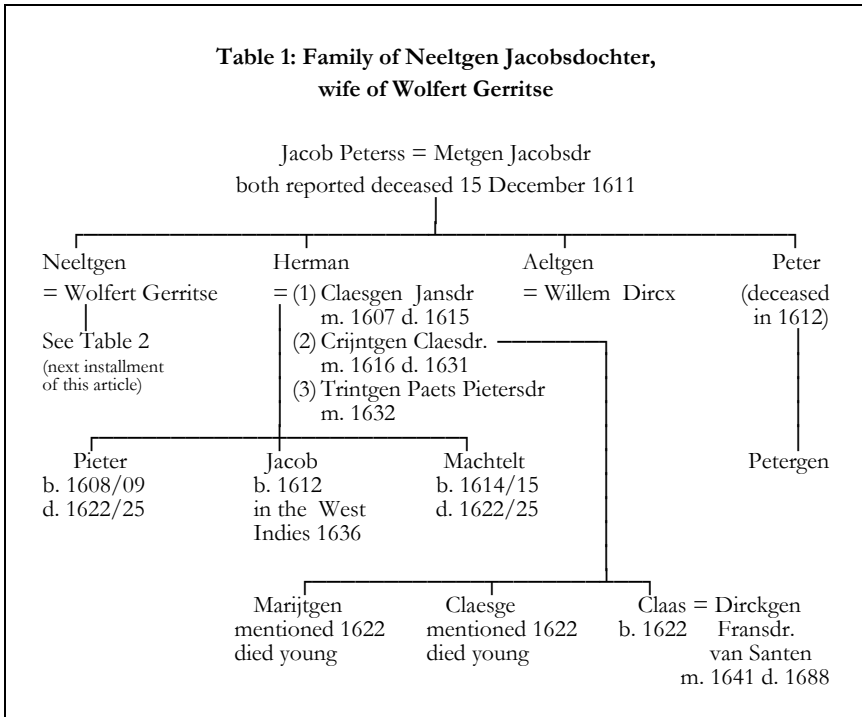 Table 1: Family of Neeltgen Jacobsdochter,
wife of Wolfert Gerritse
Jacob Peterss = Metgen Jacobsdr
both reported deceased 15 December 1611
Neeltgen
= Wolfert Gerritse
See Table 2
(next installment
of this article)
Herman
= (1) Claesgen Jansdr
m. 1607 d. 1615
(2) Crijntgen Claesdr.
m. 1616 d. 1631
(3) Trintgen Paets Pietersdr
m. 1632
Aeltgen
= Willem Dircx
Peter
(deceased
in 1612)
Pieter
b. 1608/09
d. 1622/25
Jacob
b. 1612
in the West
Indies 1636
Machtelt
b. 1614/15
d. 1622/25
Petergen
Marijtgen
mentioned 1622
died young
Claesge
mentioned 1622
died young
Claas = Dirckgen
b. 1622 Fransdr.
van Santen
m. 1641 d. 1688